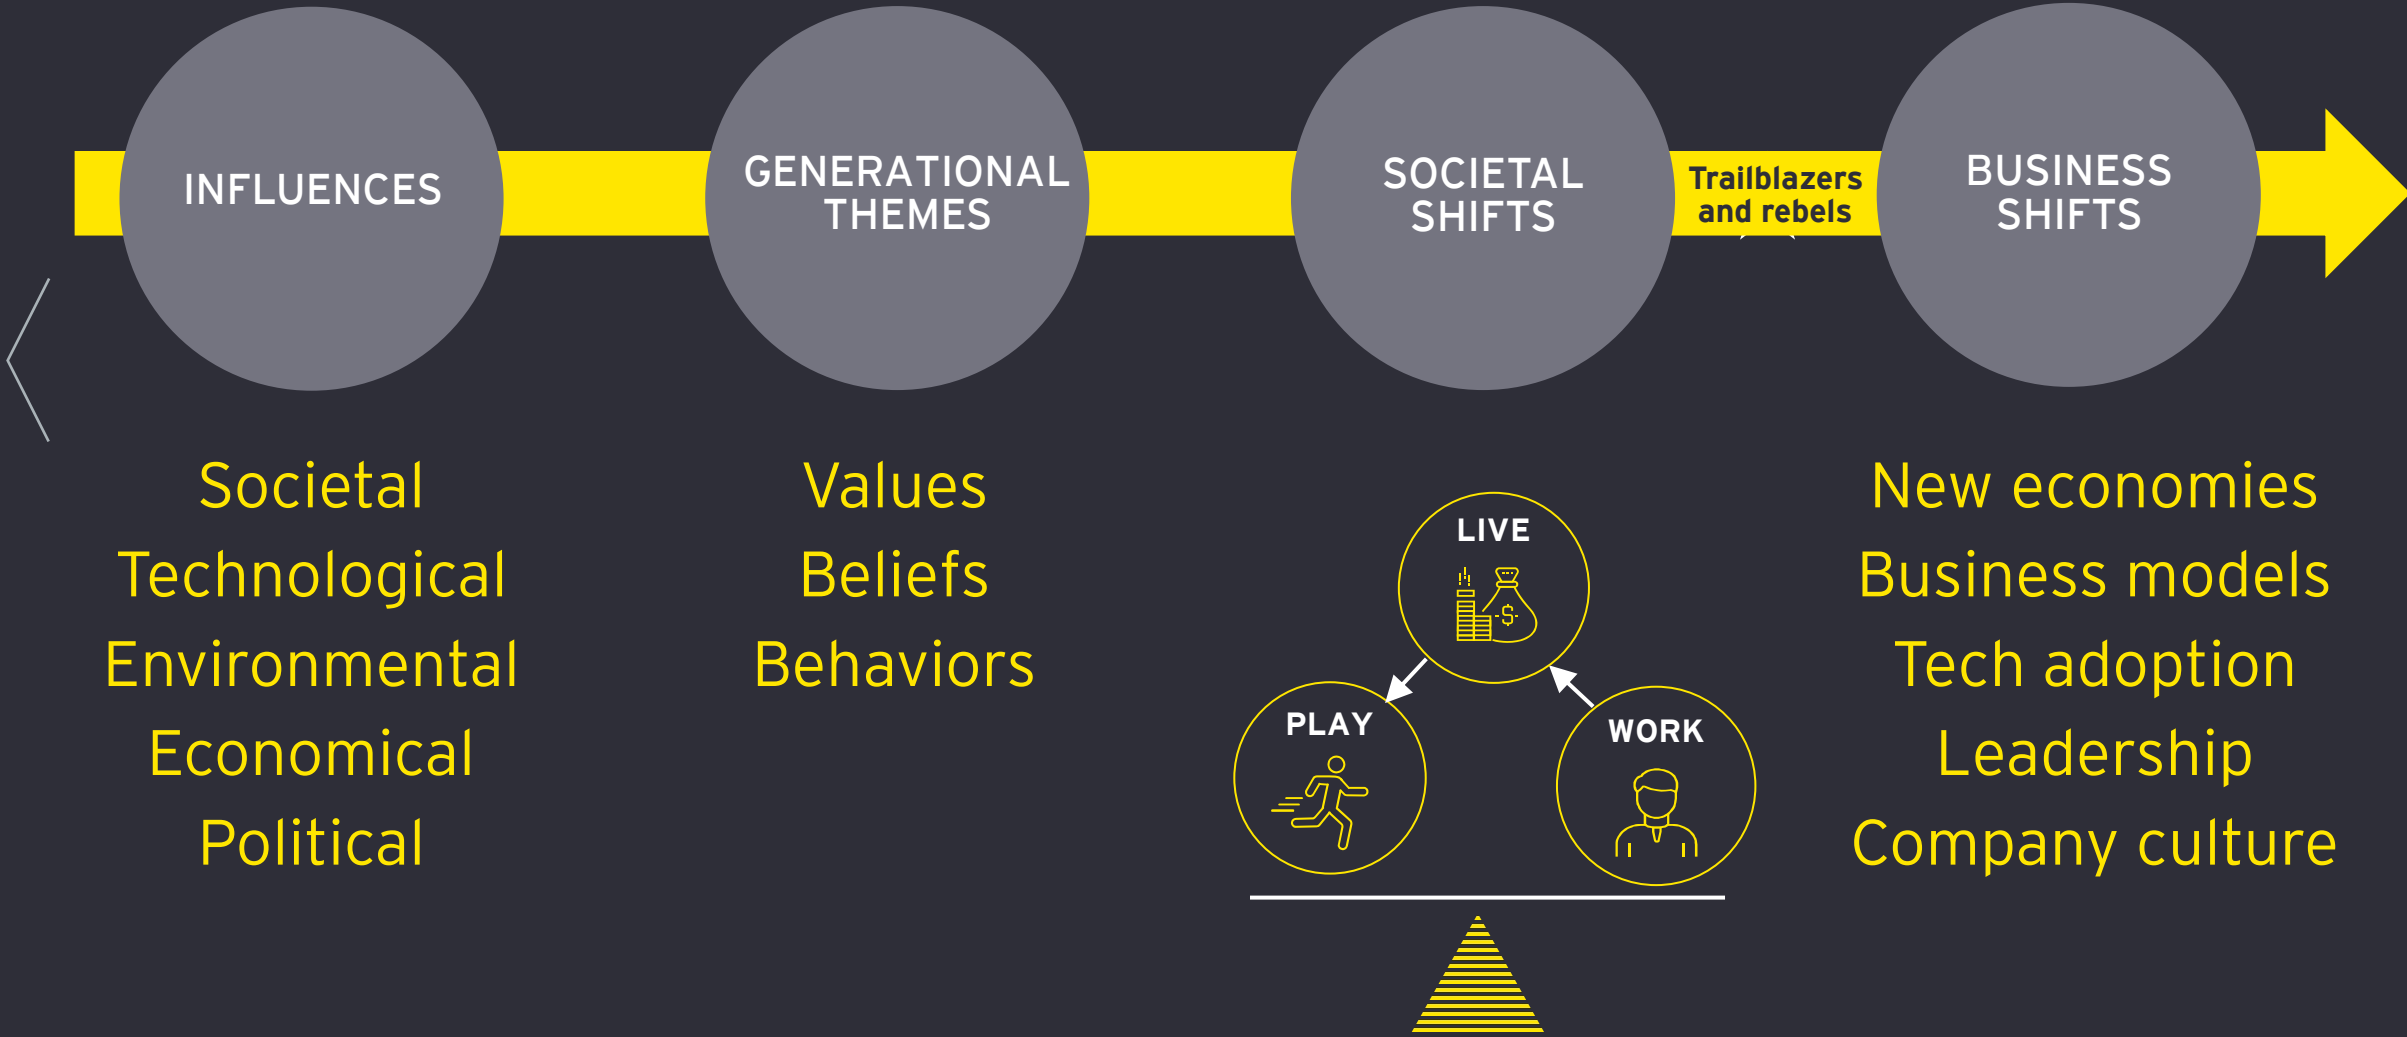 INFLUENCES
GENERATIONAL
THEMES
SOCIETAL
SHIFTS
Trailblazers
and rebels
BUSINESS
SHIFTS
Societal
Technological
Environmental
Economical
Political
Values
Beliefs
Behaviors
LIVE
$
PLAY
WORK
New economies
Business models
Tech adoption
Leadership
Company culture